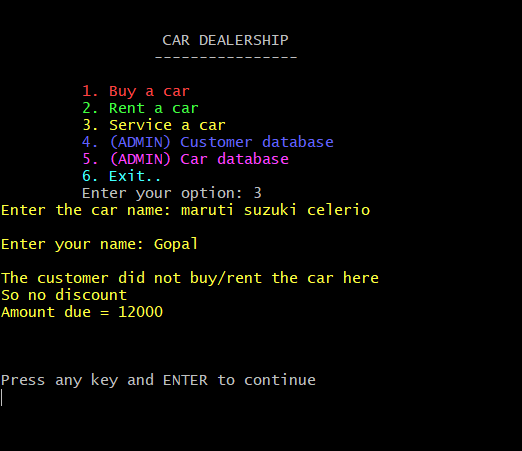 CAR DEALERSHIP
----------------
1. Buy a car
2. Rent a car
3. Service a car
4. (ADMIN) Customer database
5. (ADMIN) Car database
6. Exit..
Enter your option: 3
Enter the car name: maruti suzuki celerio
Enter your name: Gopal
The customer did not buy/rent the car here
So no discount
Amount due = 12000
Press any key and ENTER to continue